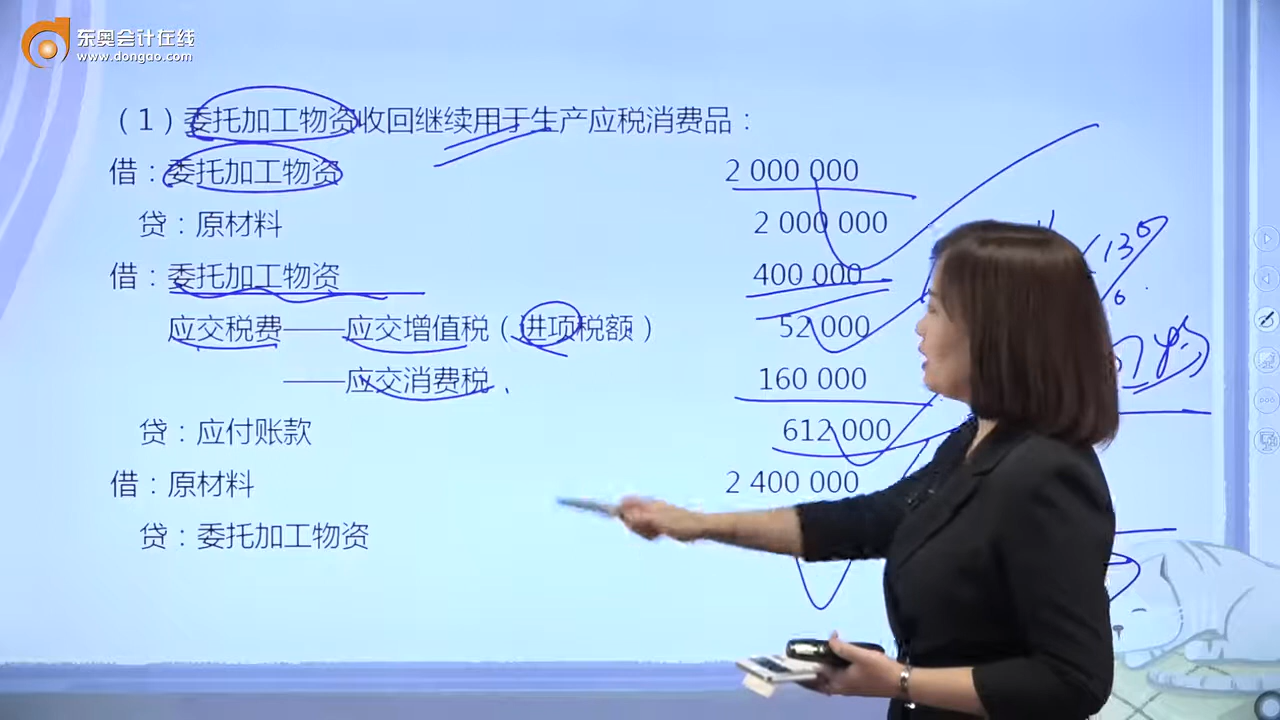 东奥会计在线
www.dongao.com
（1）委托加工物资收回继续用于生产应税消费品：
借：委托加工物资 2 000 000
贷：原材料 2 000 000
借：委托加工物资 400 000
应交税费——应交增值税（进项税额） 52 000
——应交消费税 160 000
贷：应付账款 612 000
借：原材料 2 400 000
贷：委托加工物资